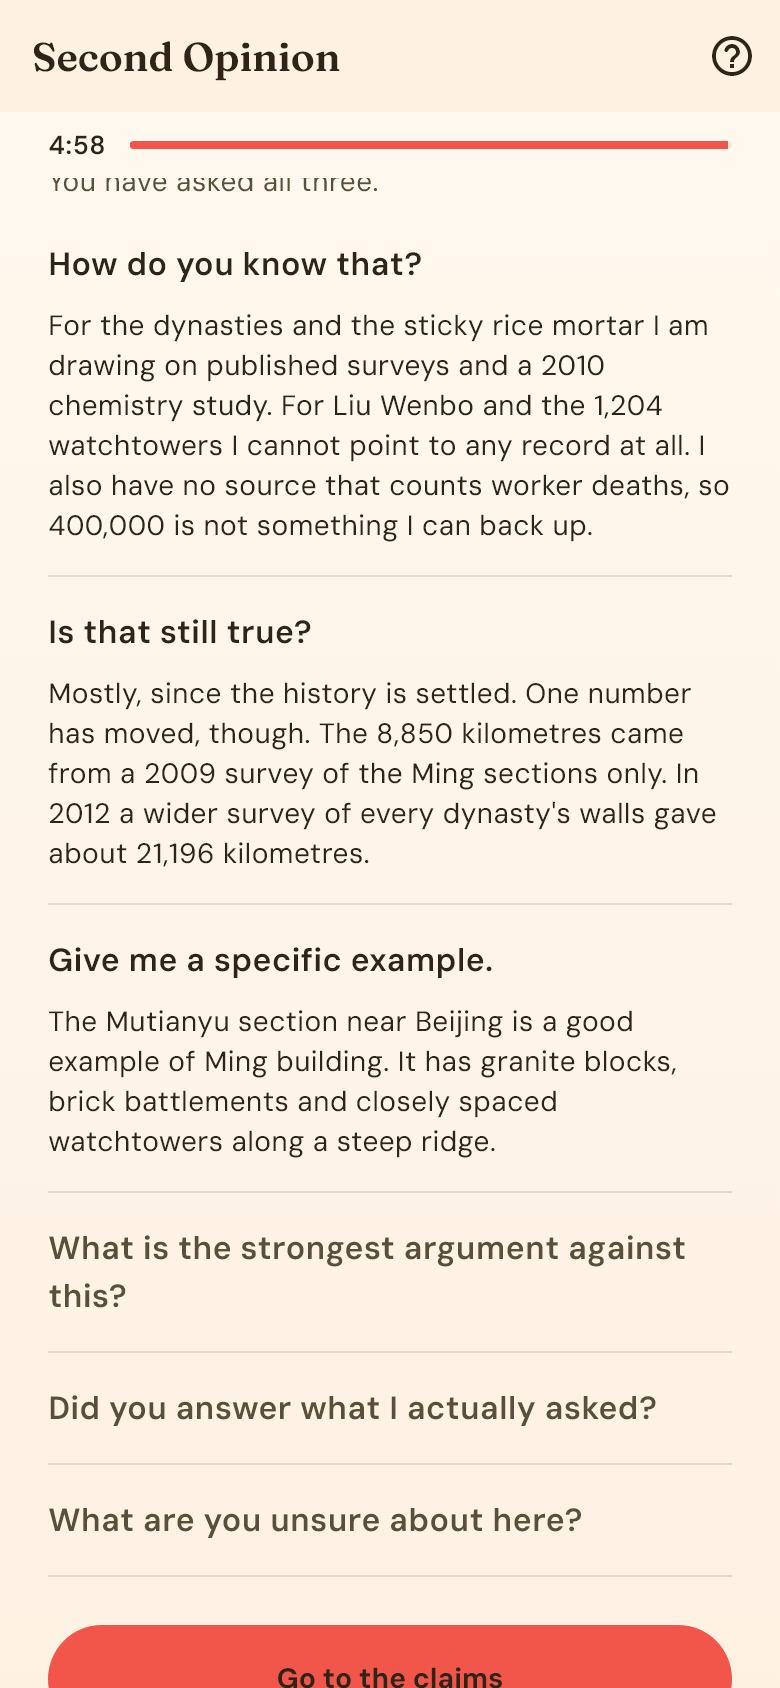 Second Opinion
4:58
You have asked all three.
How do you know that?
For the dynasties and the sticky rice mortar I am
drawing on published surveys and a 2010
chemistry study. For Liu Wenbo and the 1,204
watchtowers I cannot point to any record at all. I
also have no source that counts worker deaths, so
400,000 is not something I can back up.
Is that still true?
Mostly, since the history is settled. One number
has moved, though. The 8,850 kilometres came
from a 2009 survey of the Ming sections only. In
2012 a wider survey of every dynasty's walls gave
about 21,196 kilometres.
Give me a specific example.
The Mutianyu section near Beijing is a good
example of Ming building. It has granite blocks,
brick battlements and closely spaced
watchtowers along a steep ridge.
What is the strongest argument against
this?
Did you answer what I actually asked?
What are you unsure about here?
Go to the claims